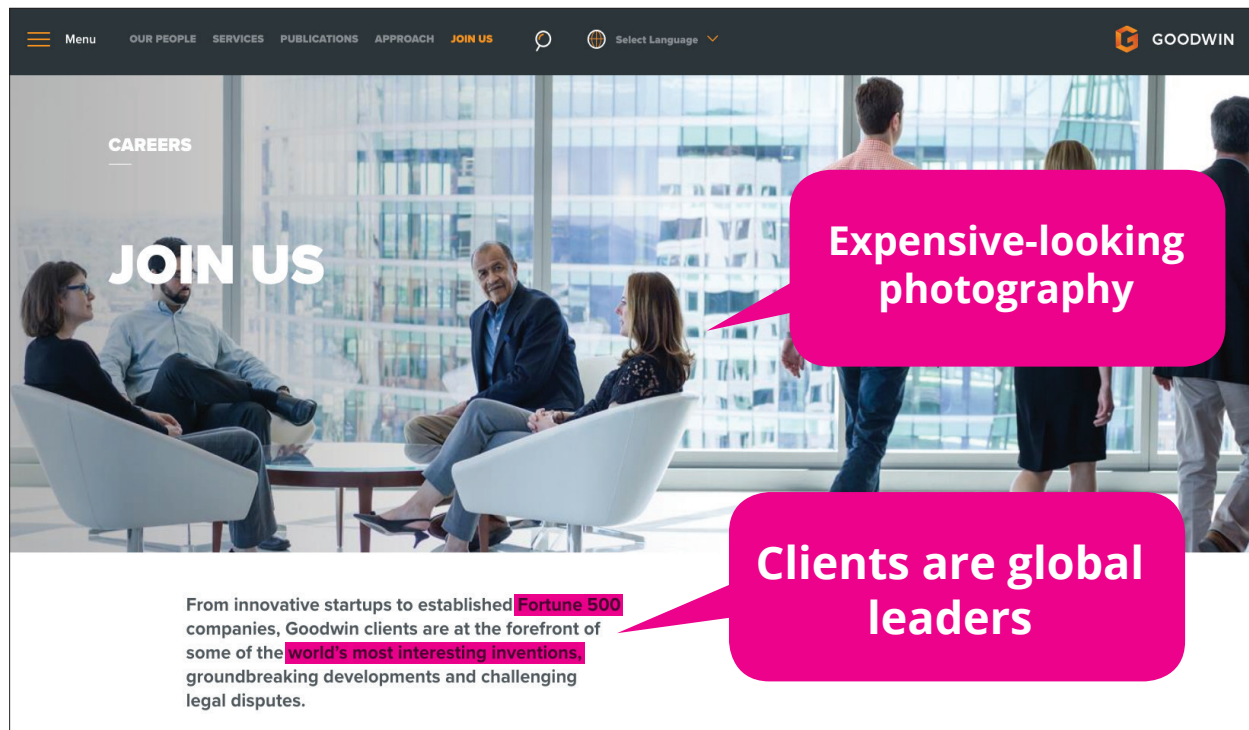 Menu OUR PEOPLE SERVICES PUBLICATIONS APPROACH JOIN US Select Language GOODWIN
CAREERS
JOIN US
Expensive-looking
photography
Clients are global
leaders
From innovative startups to established Fortune 500
companies, Goodwin clients are at the forefront of
some of the world's most interesting inventions,
groundbreaking developments and challenging
legal disputes.